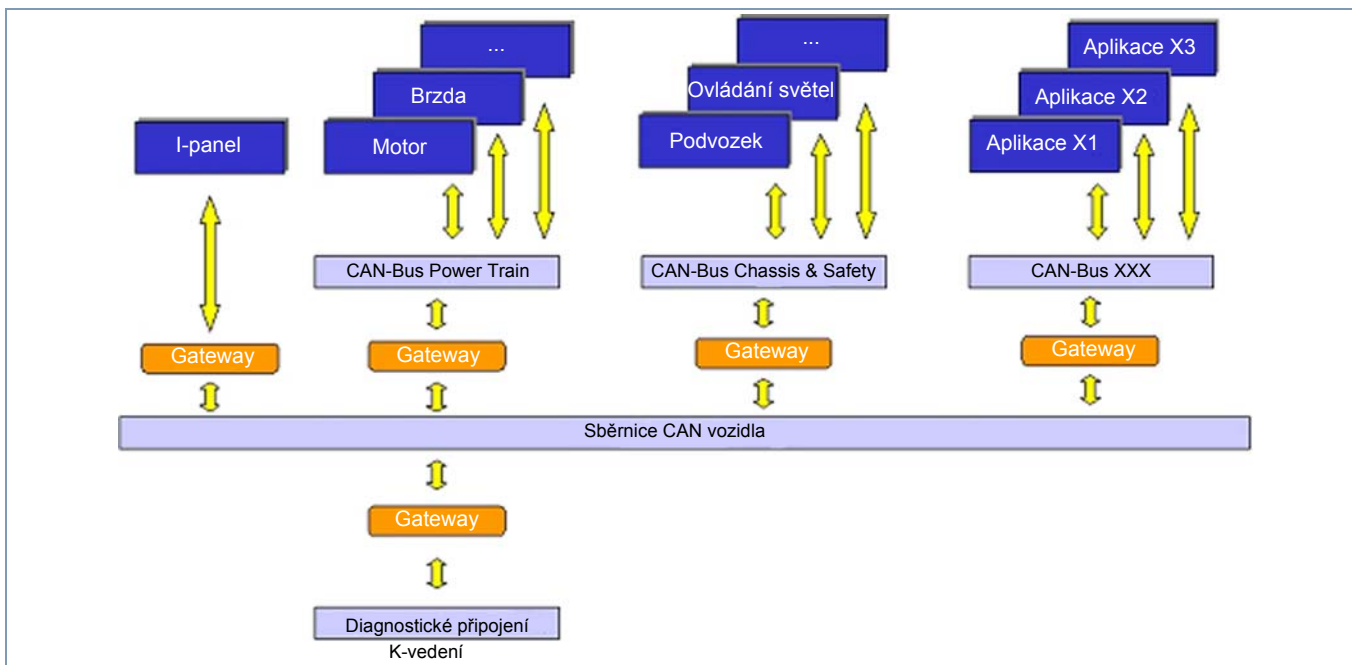 ...
...
Aplikace X3
Brzda
Ovládání světel
Aplikace X2
I-panel
Motor
Podvozek
Aplikace X1
CAN-Bus Power Train
CAN-Bus Chassis & Safety
CAN-Bus XXX
Gateway
Gateway
Gateway
Gateway
Sběrnice CAN vozidla
Gateway
Diagnostické připojení
K-vedení